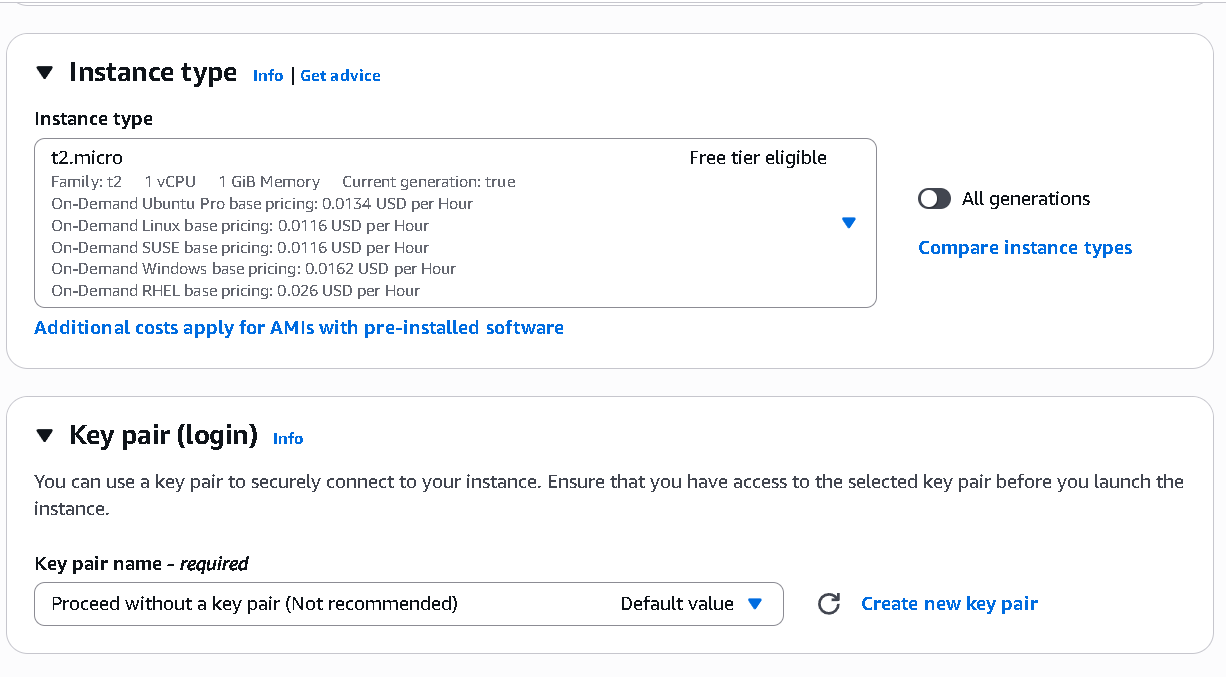 Instance type Info | Get advice
Instance type
t2.micro Free tier eligible
Family: t2 1 vCPU 1 GiB Memory Current generation: true
On-Demand Ubuntu Pro base pricing: 0.0134 USD per Hour
On-Demand Linux base pricing: 0.0116 USD per Hour
On-Demand SUSE base pricing: 0.0116 USD per Hour
On-Demand Windows base pricing: 0.0162 USD per Hour
On-Demand RHEL base pricing: 0.026 USD per Hour
All generations
Compare instance types
Additional costs apply for AMIs with pre-installed software
Key pair (login) Info
You can use a key pair to securely connect to your instance. Ensure that you have access to the selected key pair before you launch the
instance.
Key pair name - required
Proceed without a key pair (Not recommended) Default value
Create new key pair